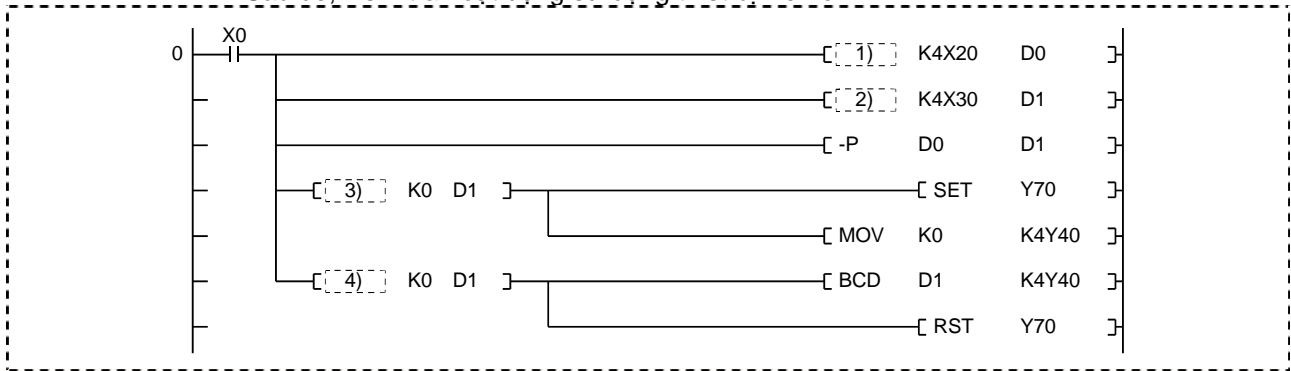 X0
0 1) K4X20 D0
2) K4X30 D1
-P D0 D1
3) K0 D1 SET Y70
MOV K0 K4Y40
4) K0 D1 BCD D1 K4Y40
RST Y70